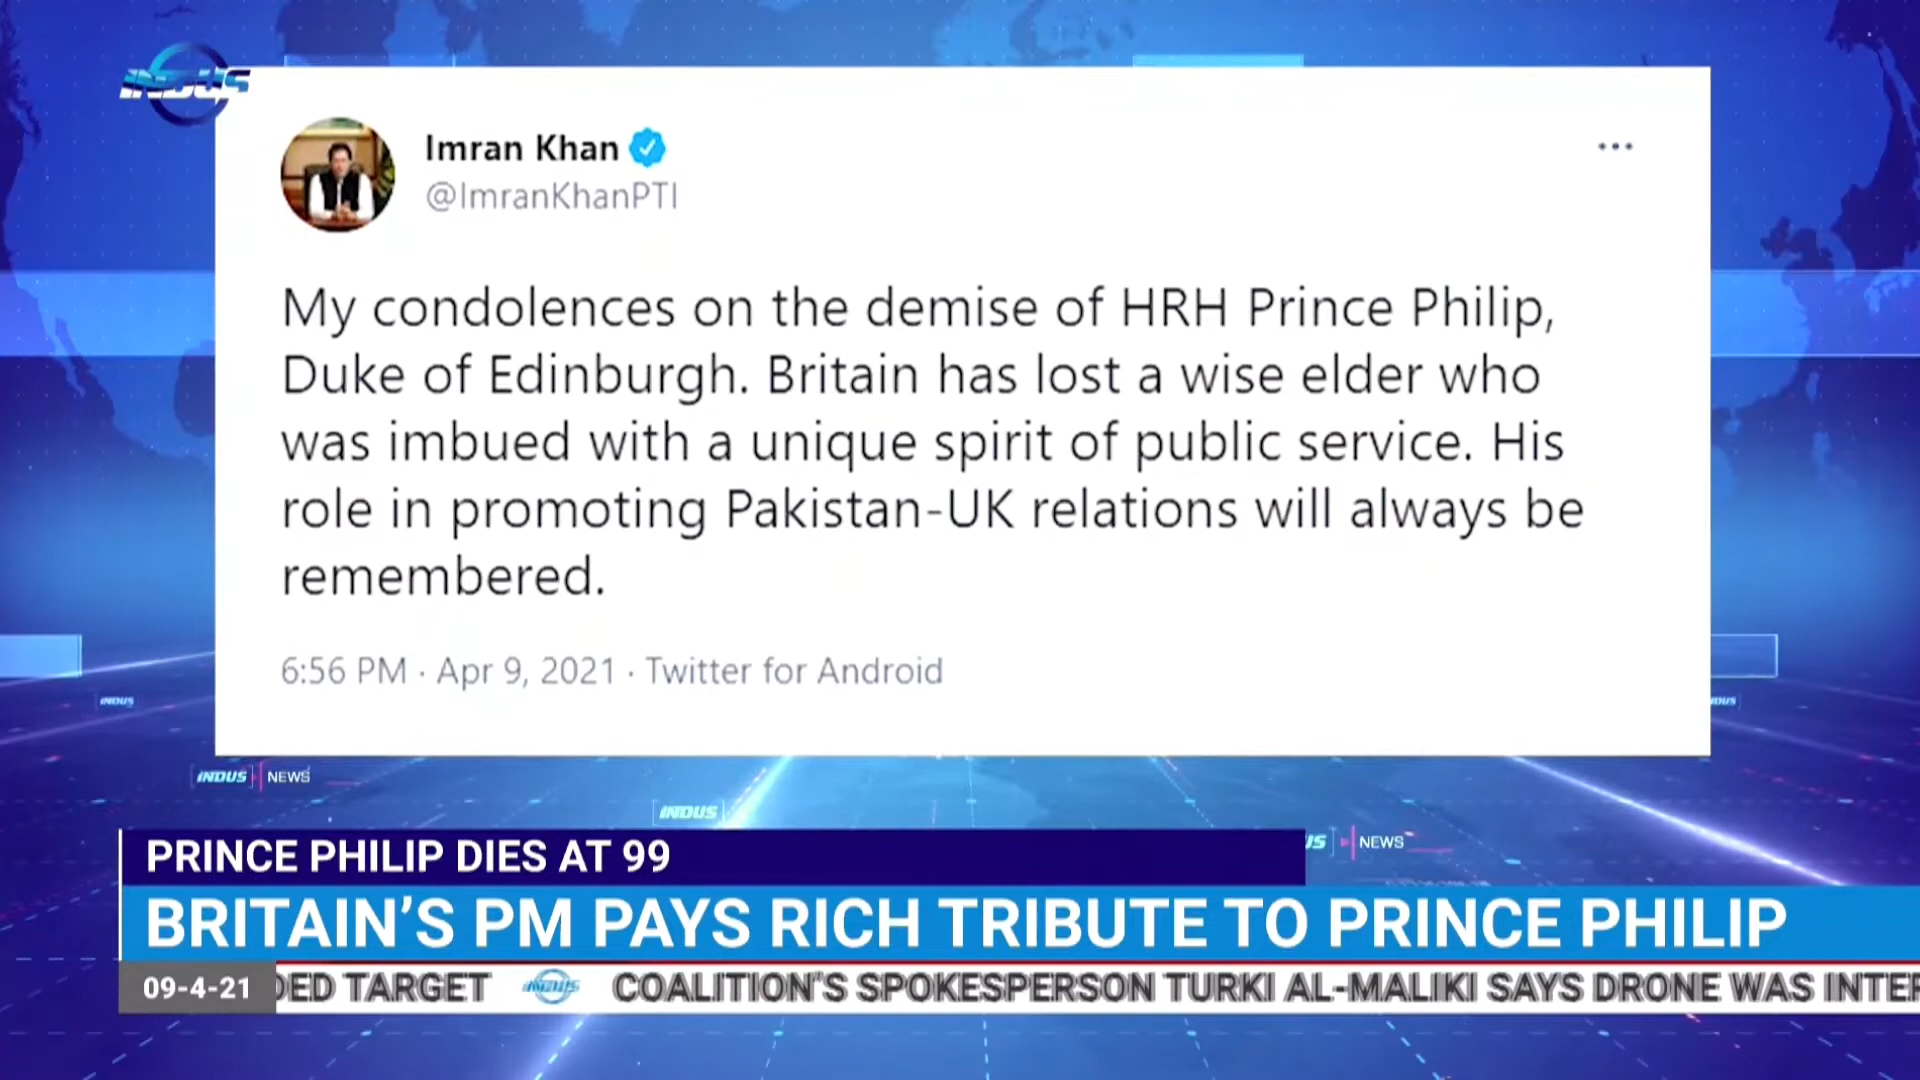 INDUS
Imran Khan
@ImranKhanPTI
My condolences on the demise of HRH Prince Philip,
Duke of Edinburgh. Britain has lost a wise elder who
was imbued with a unique spirit of public service. His
role in promoting Pakistan-UK relations will always be
remembered.
6:56 PM · Apr 9, 2021 · Twitter for Android
INDUS
INDUS NEWS
INDUS
NEWS
PRINCE PHILIP DIES AT 99
BRITAIN'S PM PAYS RICH TRIBUTE TO PRINCE PHILIP
09-4-21 DED TARGET INDUS COALITION'S SPOKESPERSON TURKI AL-MALIKI SAYS DRONE WAS INTER